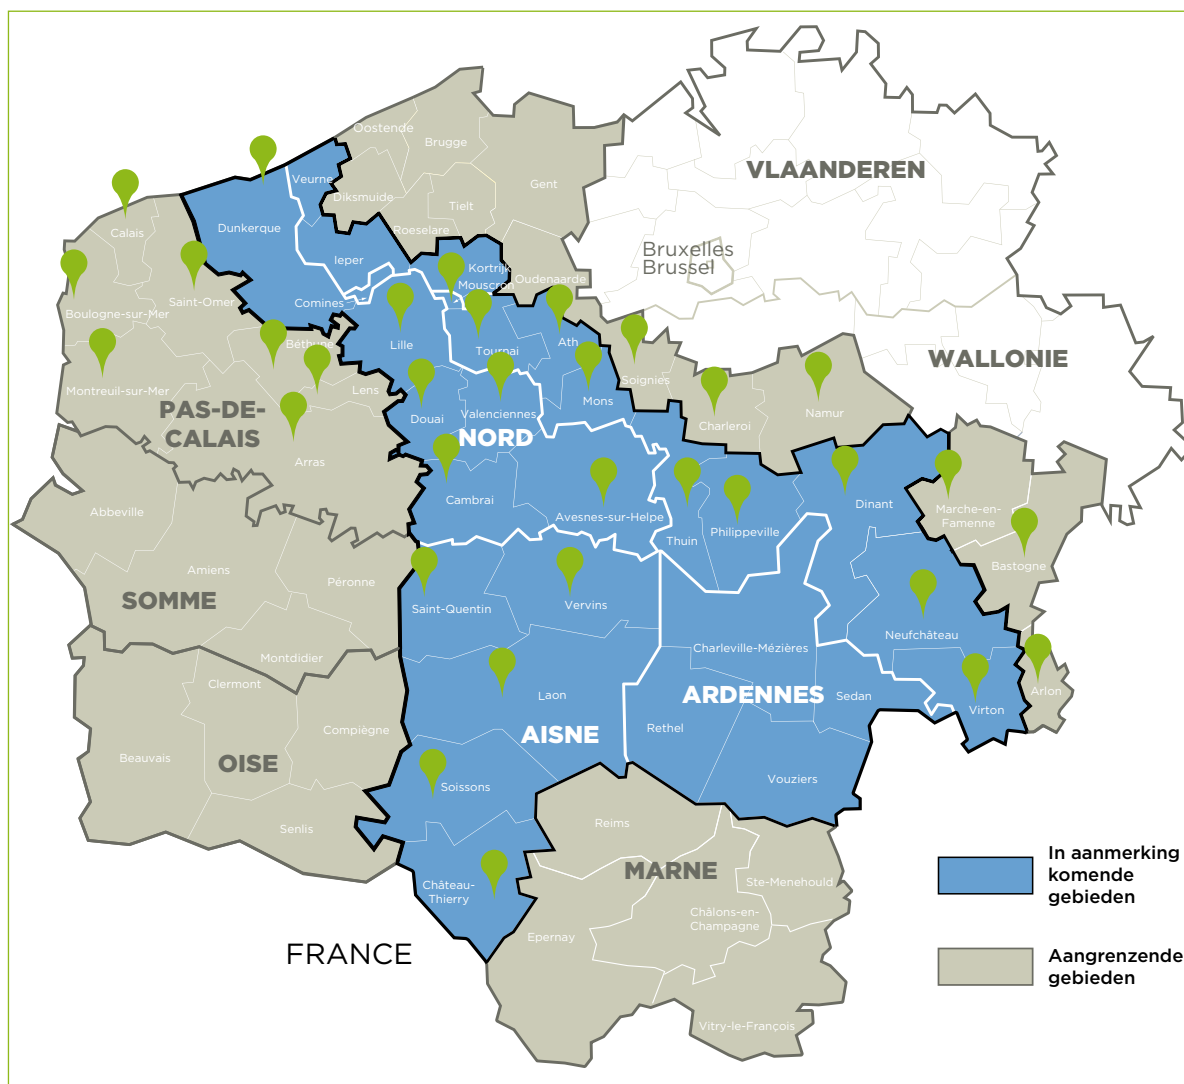 Oostende
Brugge
VLAANDEREN
Veurne
Gent
Diksmuide
Tielt
Calais
Dunkerque
Roeselare
Bruxelles
Brussel
Ieper
Kortrijk
Oudenaarde
Mouscron
Saint-Omer
Comines
Boulogne-sur-Mer
Béthune
Lille
Tournai
Ath
WALLONIE
Soignies
Montreuil-sur-Mer
Lens
Mons
PAS-DE-
CALAIS
Douai
Valenciennes
Charleroi
Namur
NORD
Arras
Cambrai
Dinant
Abbeville
Avesnes-sur-Helpe
Thuin
Philippeville
Marche-en-
Famenne
Bastogne
Amiens
Péronne
SOMME
Saint-Quentin
Vervins
Neufchâteau
Montdidier
Charleville-Mézières
Clermont
Laon
ARDENNES
Sedan
Arlon
Virton
Compiègne
Rethel
AISNE
Beauvais
OISE
Soissons
Vouziers
Senlis
Reims
MARNE
Château-
Thierry
Ste-Menehould
Châlons-en-
Champagne
Epernay
FRANCE
Vitry-le-François
In aanmerking
komende
gebieden
Aangrenzende
gebieden